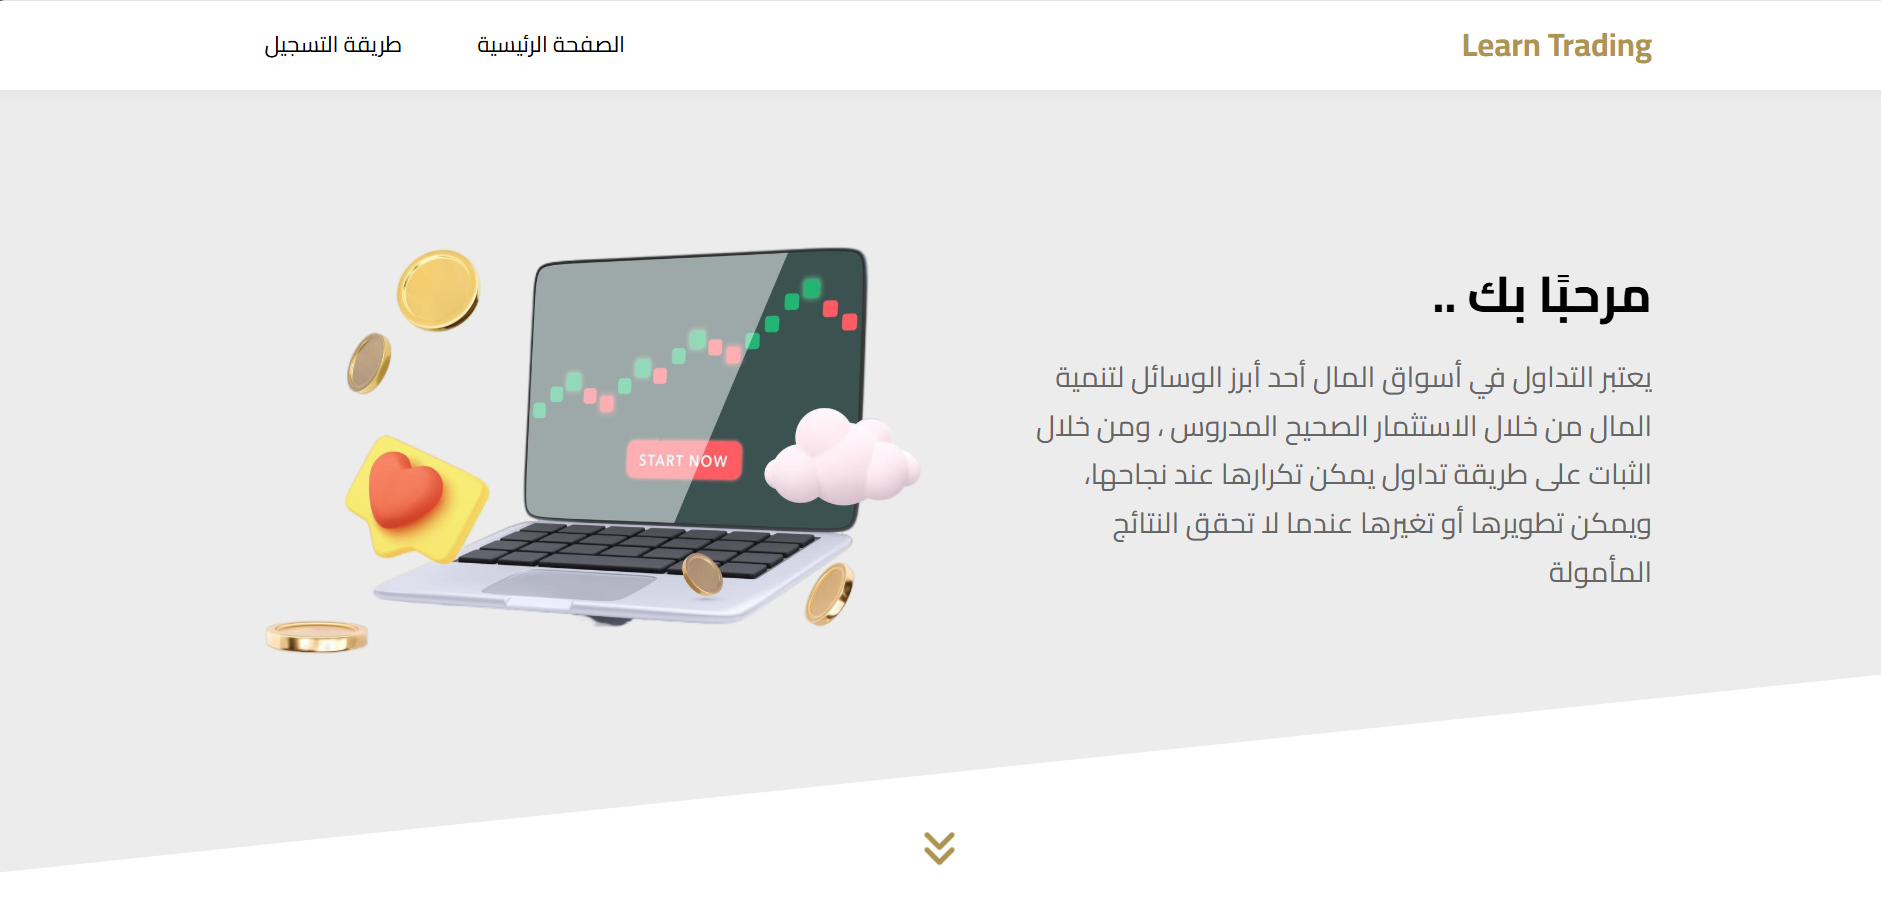 Learn Trading
الصفحة الرئيسية
طريقة التسجيل
مرحبًا بك ..
يعتبر التداول في أسواق المال أحد أبرز الوسائل لتنمية
المال من خلال الاستثمار الصحيح المدروس ، ومن خلال
الثبات على طريقة تداول يمكن تكرارها عند نجاحها،
ويمكن تطويرها أو تغيرها عندما لا تحقق النتائج
المأمولة
START NOW